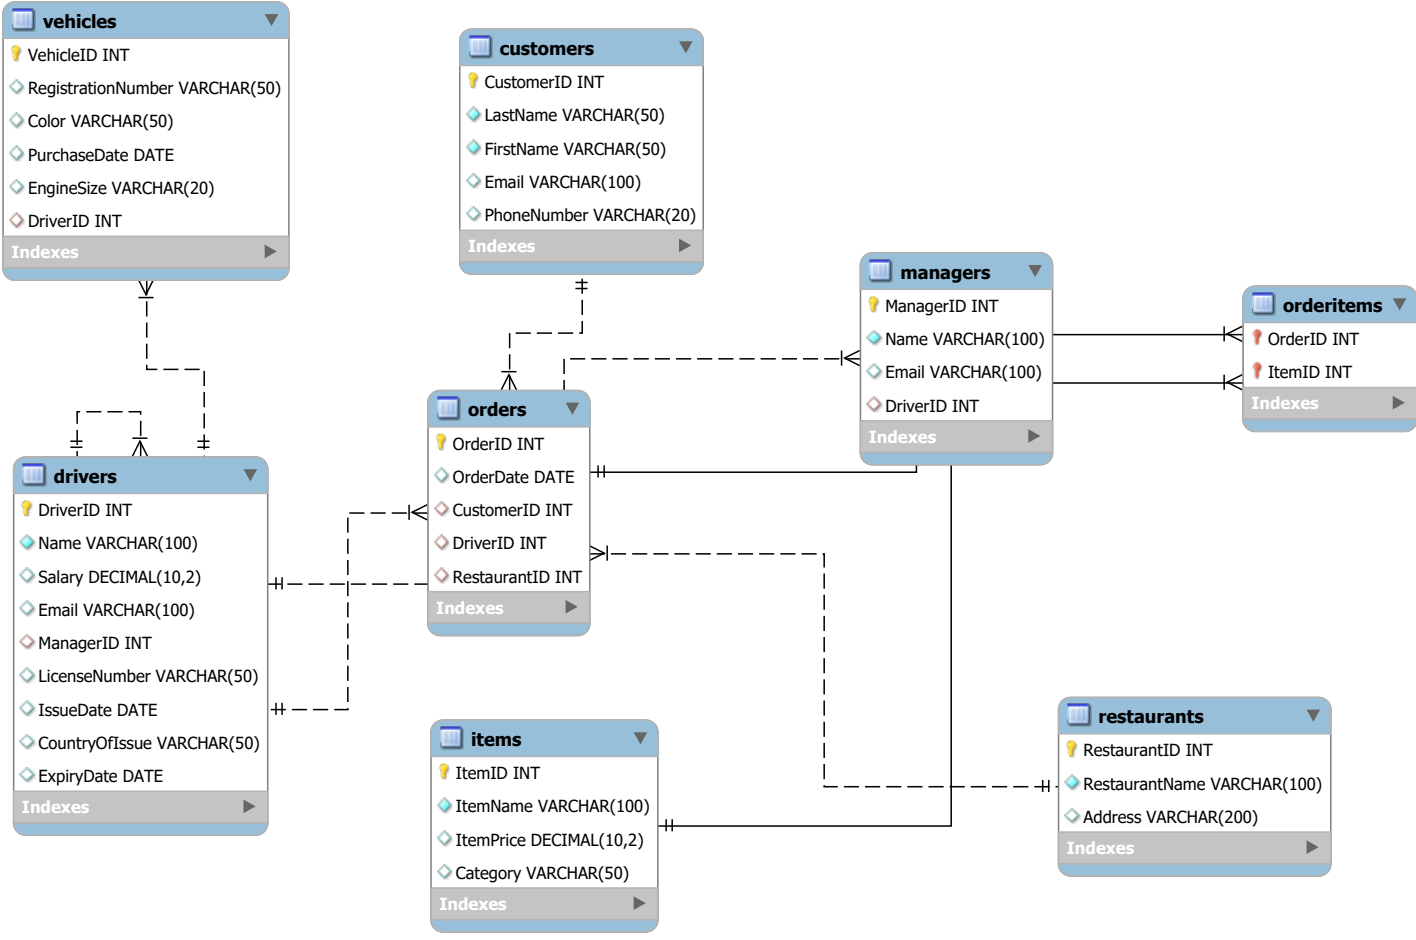 vehicles
VehicleID INT
RegistrationNumber VARCHAR(50)
Color VARCHAR(50)
PurchaseDate DATE
EngineSize VARCHAR(20)
DriverID INT
Indexes
customers
CustomerID INT
LastName VARCHAR(50)
FirstName VARCHAR(50)
Email VARCHAR(100)
PhoneNumber VARCHAR(20)
Indexes
managers
ManagerID INT
Name VARCHAR(100)
Email VARCHAR(100)
DriverID INT
Indexes
orderitems
OrderID INT
ItemID INT
Indexes
orders
OrderID INT
OrderDate DATE
CustomerID INT
DriverID INT
RestaurantID INT
Indexes
drivers
DriverID INT
Name VARCHAR(100)
Salary DECIMAL(10,2)
Email VARCHAR(100)
ManagerID INT
LicenseNumber VARCHAR(50)
IssueDate DATE
CountryOfIssue VARCHAR(50)
ExpiryDate DATE
Indexes
items
ItemID INT
ItemName VARCHAR(100)
ItemPrice DECIMAL(10,2)
Category VARCHAR(50)
Indexes
restaurants
RestaurantID INT
RestaurantName VARCHAR(100)
Address VARCHAR(200)
Indexes